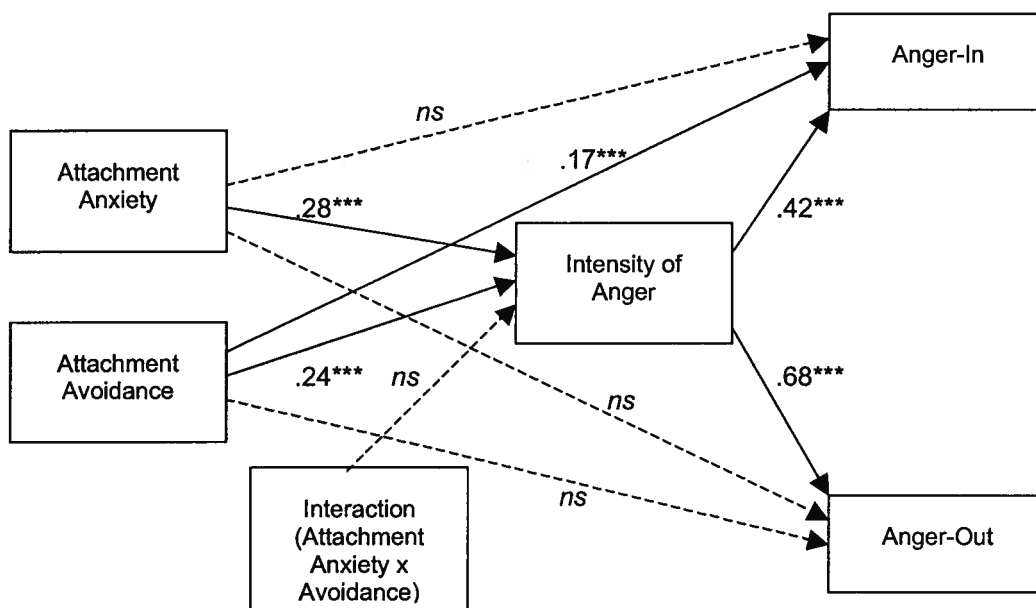 Anger-In
ns
.17***
Attachment
Anxiety
.28***
.42***
Intensity of
Anger
Attachment
Avoidance
.24***
ns
ns
.68***
ns
Interaction
(Attachment
Anxiety x
Avoidance)
Anger-Out